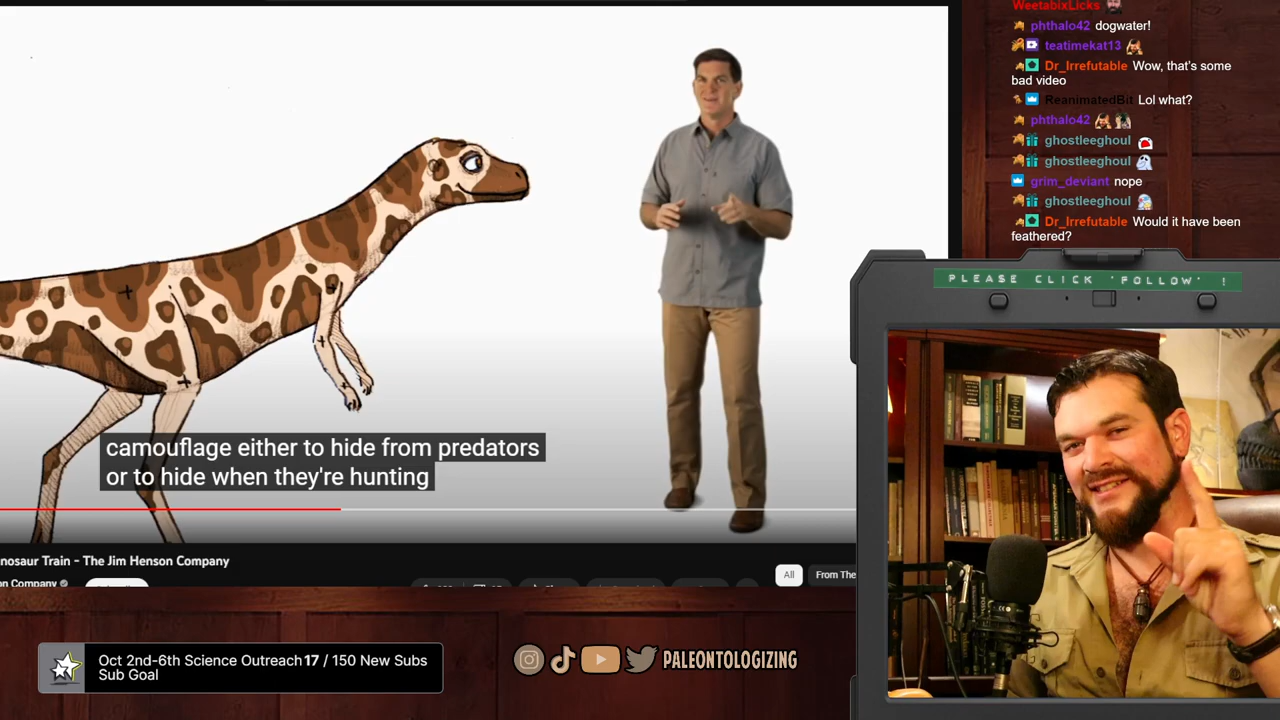 WeetabixLicks
phthalo42 dogwater!
teatimekat13
Dr_Irrefutable Wow, that's some
bad video
ReanimatedBit Lol what?
phthalo42
ghostleeghoul
ghostleeghoul
grim_deviant nope
ghostleeghoul
Dr_Irrefutable Would it have been
feathered?
PLEASE CLICK 'FOLLOW' !
camouflage either to hide from predators
or to hide when they're hunting
nosaur Train - The Jim Henson Company
on Company
All
From The
Oct 2nd-6th Science Outreach 17 / 150 New Subs
Sub Goal
PALEONTOLOGIZING